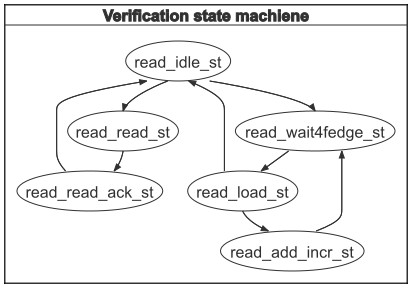 Verification state machiene
read_idle_st
read_read_st
read_wait4fedge_st
read_read_ack_st
read_load_st
read_add_incr_st